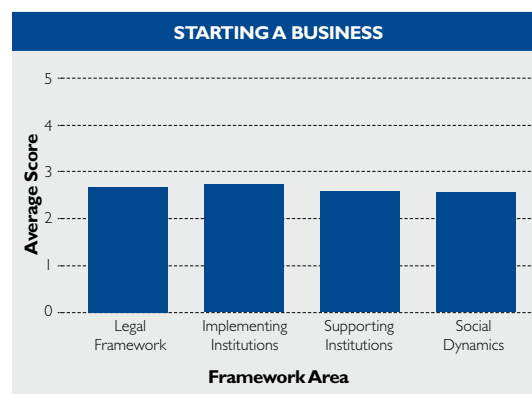 STARTING A BUSINESS
5
4
3
2
1
0
Average Score
Legal
Framework
Implementing
Institutions
Supporting
Institutions
Social
Dynamics
Framework Area